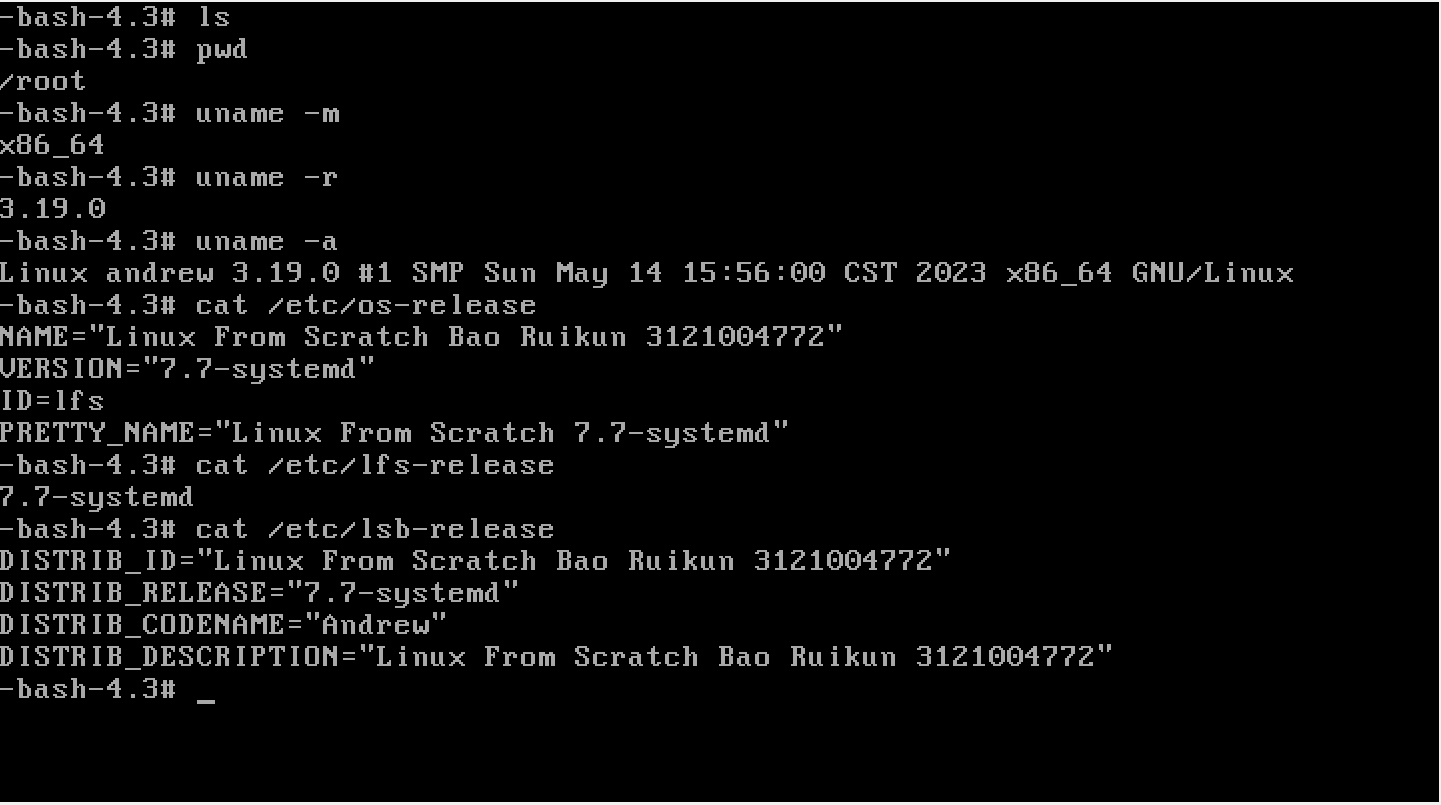 -bash-4.3# ls
-bash-4.3# pwd
/root
-bash-4.3# uname -m
x86_64
-bash-4.3# uname -r
3.19.0
-bash-4.3# uname -a
Linux andrew 3.19.0 #1 SMP Sun May 14 15:56:00 CST 2023 x86_64 GNU/Linux
-bash-4.3# cat /etc/os-release
NAME="Linux From Scratch Bao Ruikun 3121004772"
VERSION="7.7-systemd"
ID=lfs
PRETTY_NAME="Linux From Scratch 7.7-systemd"
-bash-4.3# cat /etc/lfs-release
7.7-systemd
-bash-4.3# cat /etc/lsb-release
DISTRIB_ID="Linux From Scratch Bao Ruikun 3121004772"
DISTRIB_RELEASE="7.7-systemd"
DISTRIB_CODENAME="Andrew"
DISTRIB_DESCRIPTION="Linux From Scratch Bao Ruikun 3121004772"
-bash-4.3# _